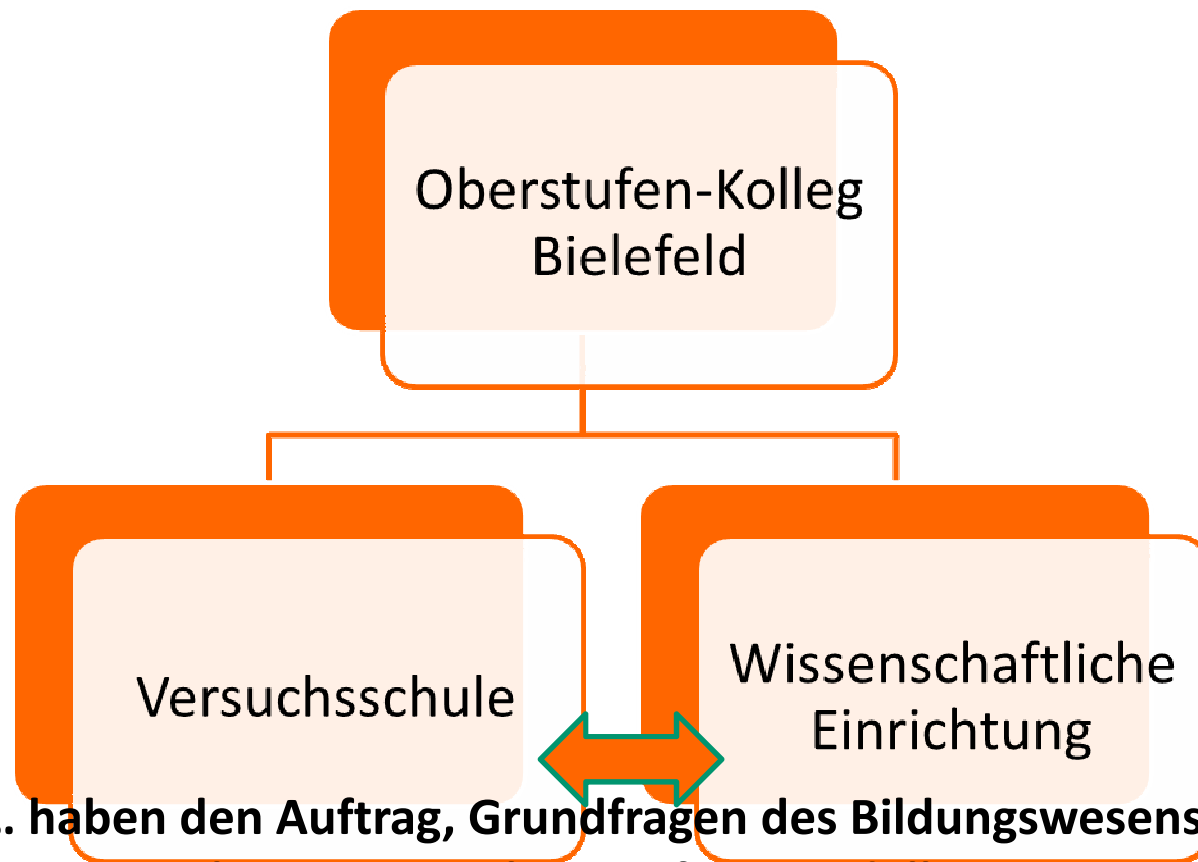 Oberstufen-Kolleg
Bielefeld
Versuchsschule
Wissenschaftliche
Einrichtung
.. haben den Auftrag, Grundfragen des Bildungswesens